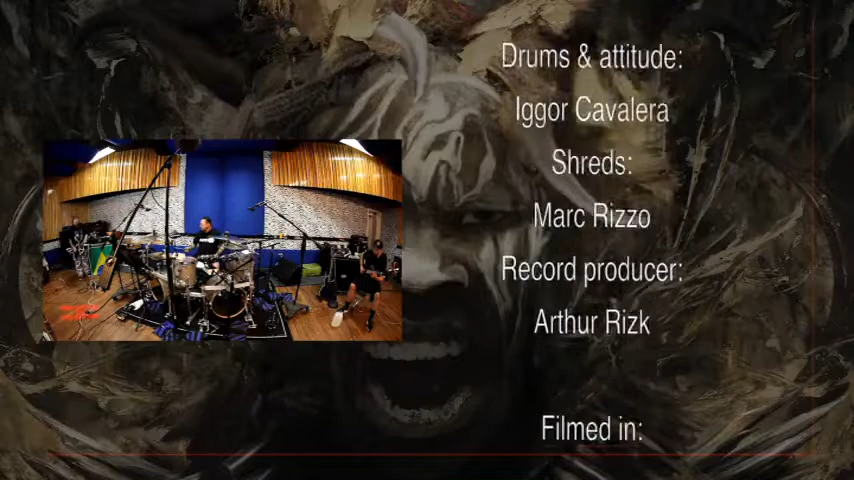 Drums & attitude:
Iggor Cavalera
Shreds:
Marc Rizzo
Record producer:
Arthur Rizk
Filmed in: